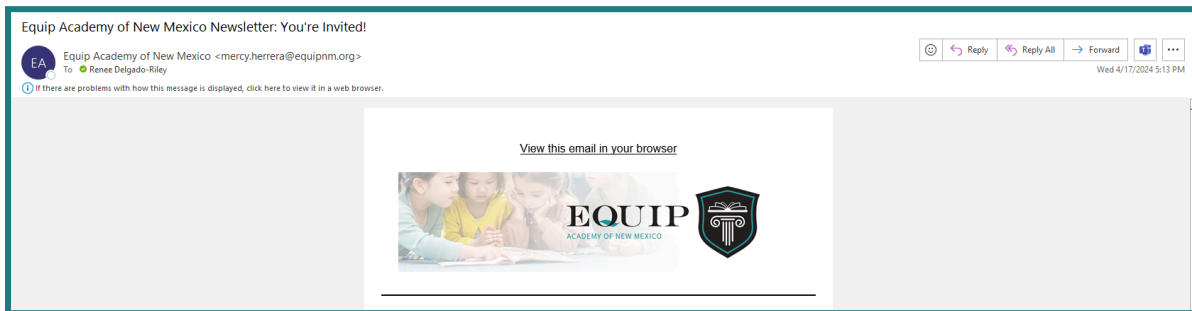 Equip Academy of New Mexico Newsletter: You're Invited!
EA
Equip Academy of New Mexico <mercy.herrera@equipnm.org>
To Renee Delgado-Riley
Reply
Reply All
Forward
Wed 4/17/2024 5:13 PM
If there are problems with how this message is displayed, click here to view it in a web browser.
View this email in your browser
EQUIP
ACADEMY OF NEW MEXICO